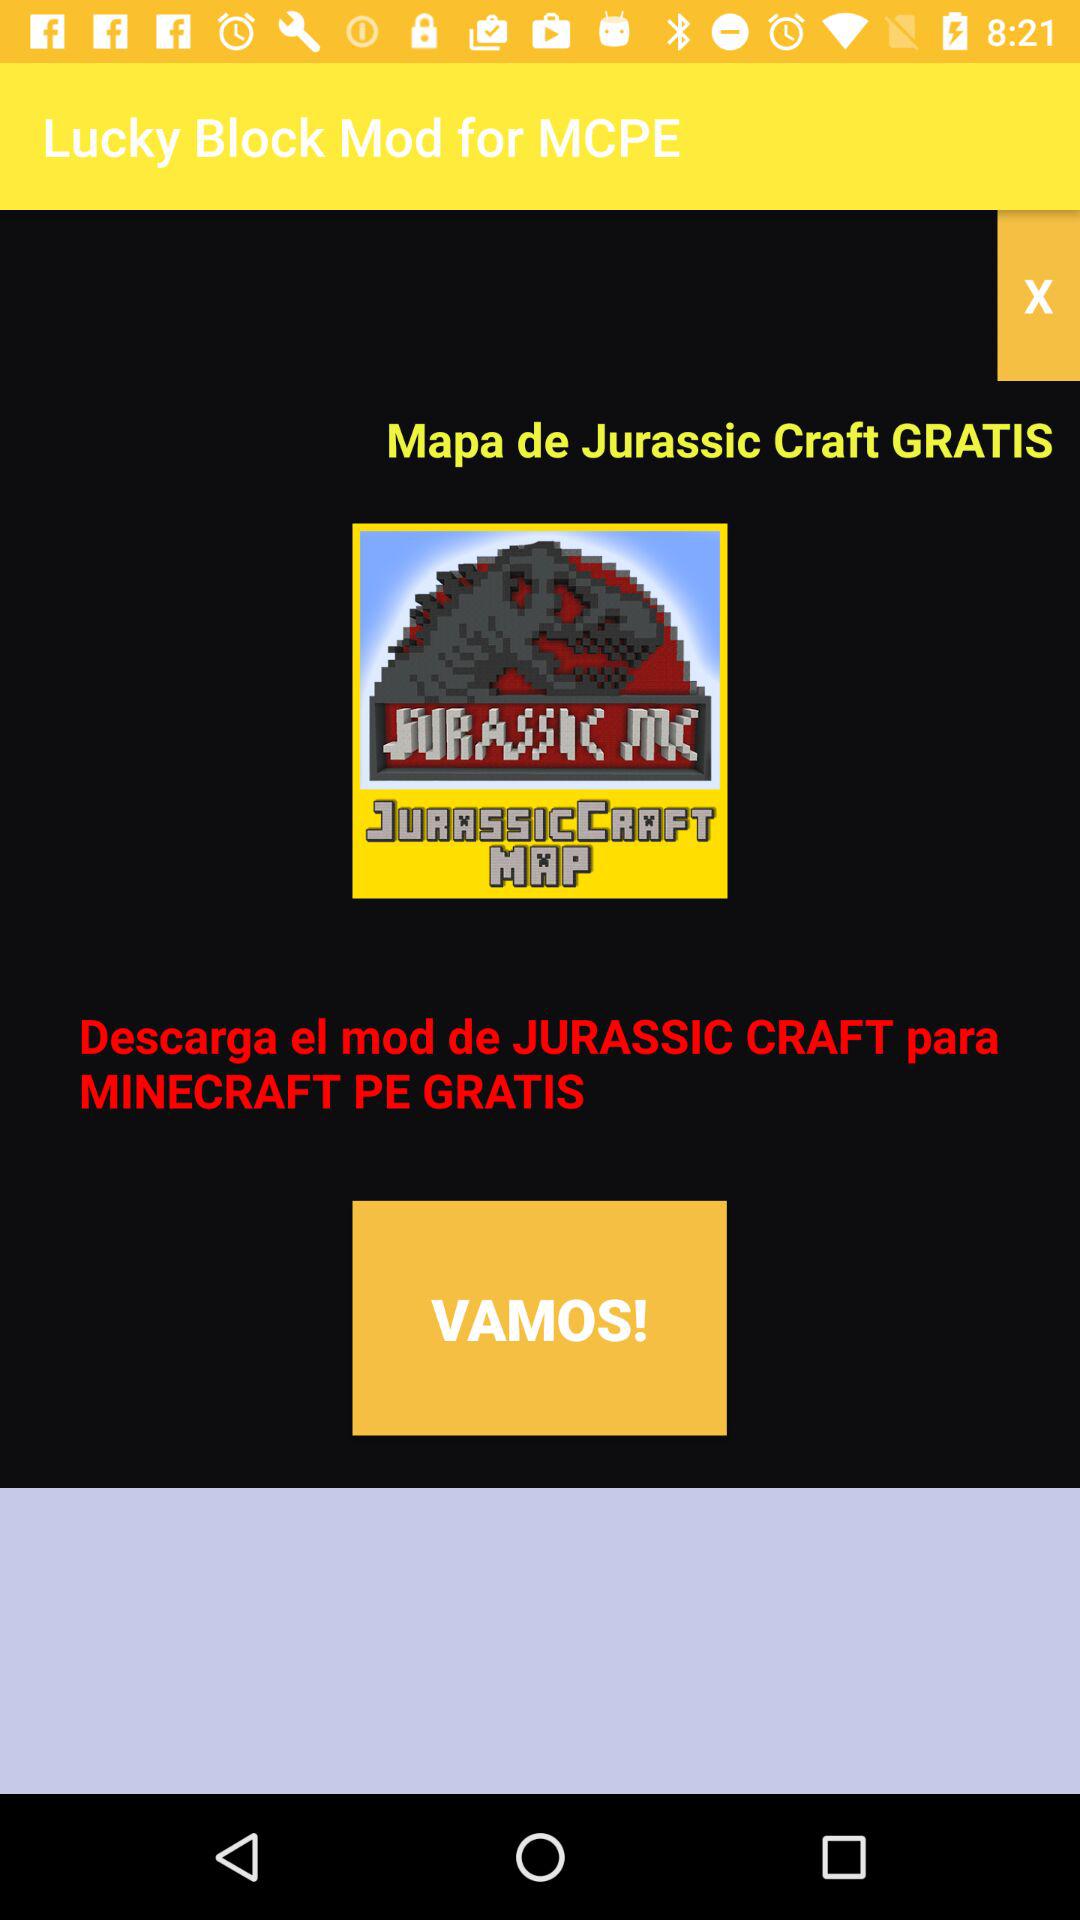 8:21
Lucky Block Mod for MCPE
X
Mapa de Jurassic Craft GRATIS
JURASSIC MC
JURASSICCRAFT
MAP
Descarga el mod de JURASSIC CRAFT para
MINECRAFT PE GRATIS
VAMOS!